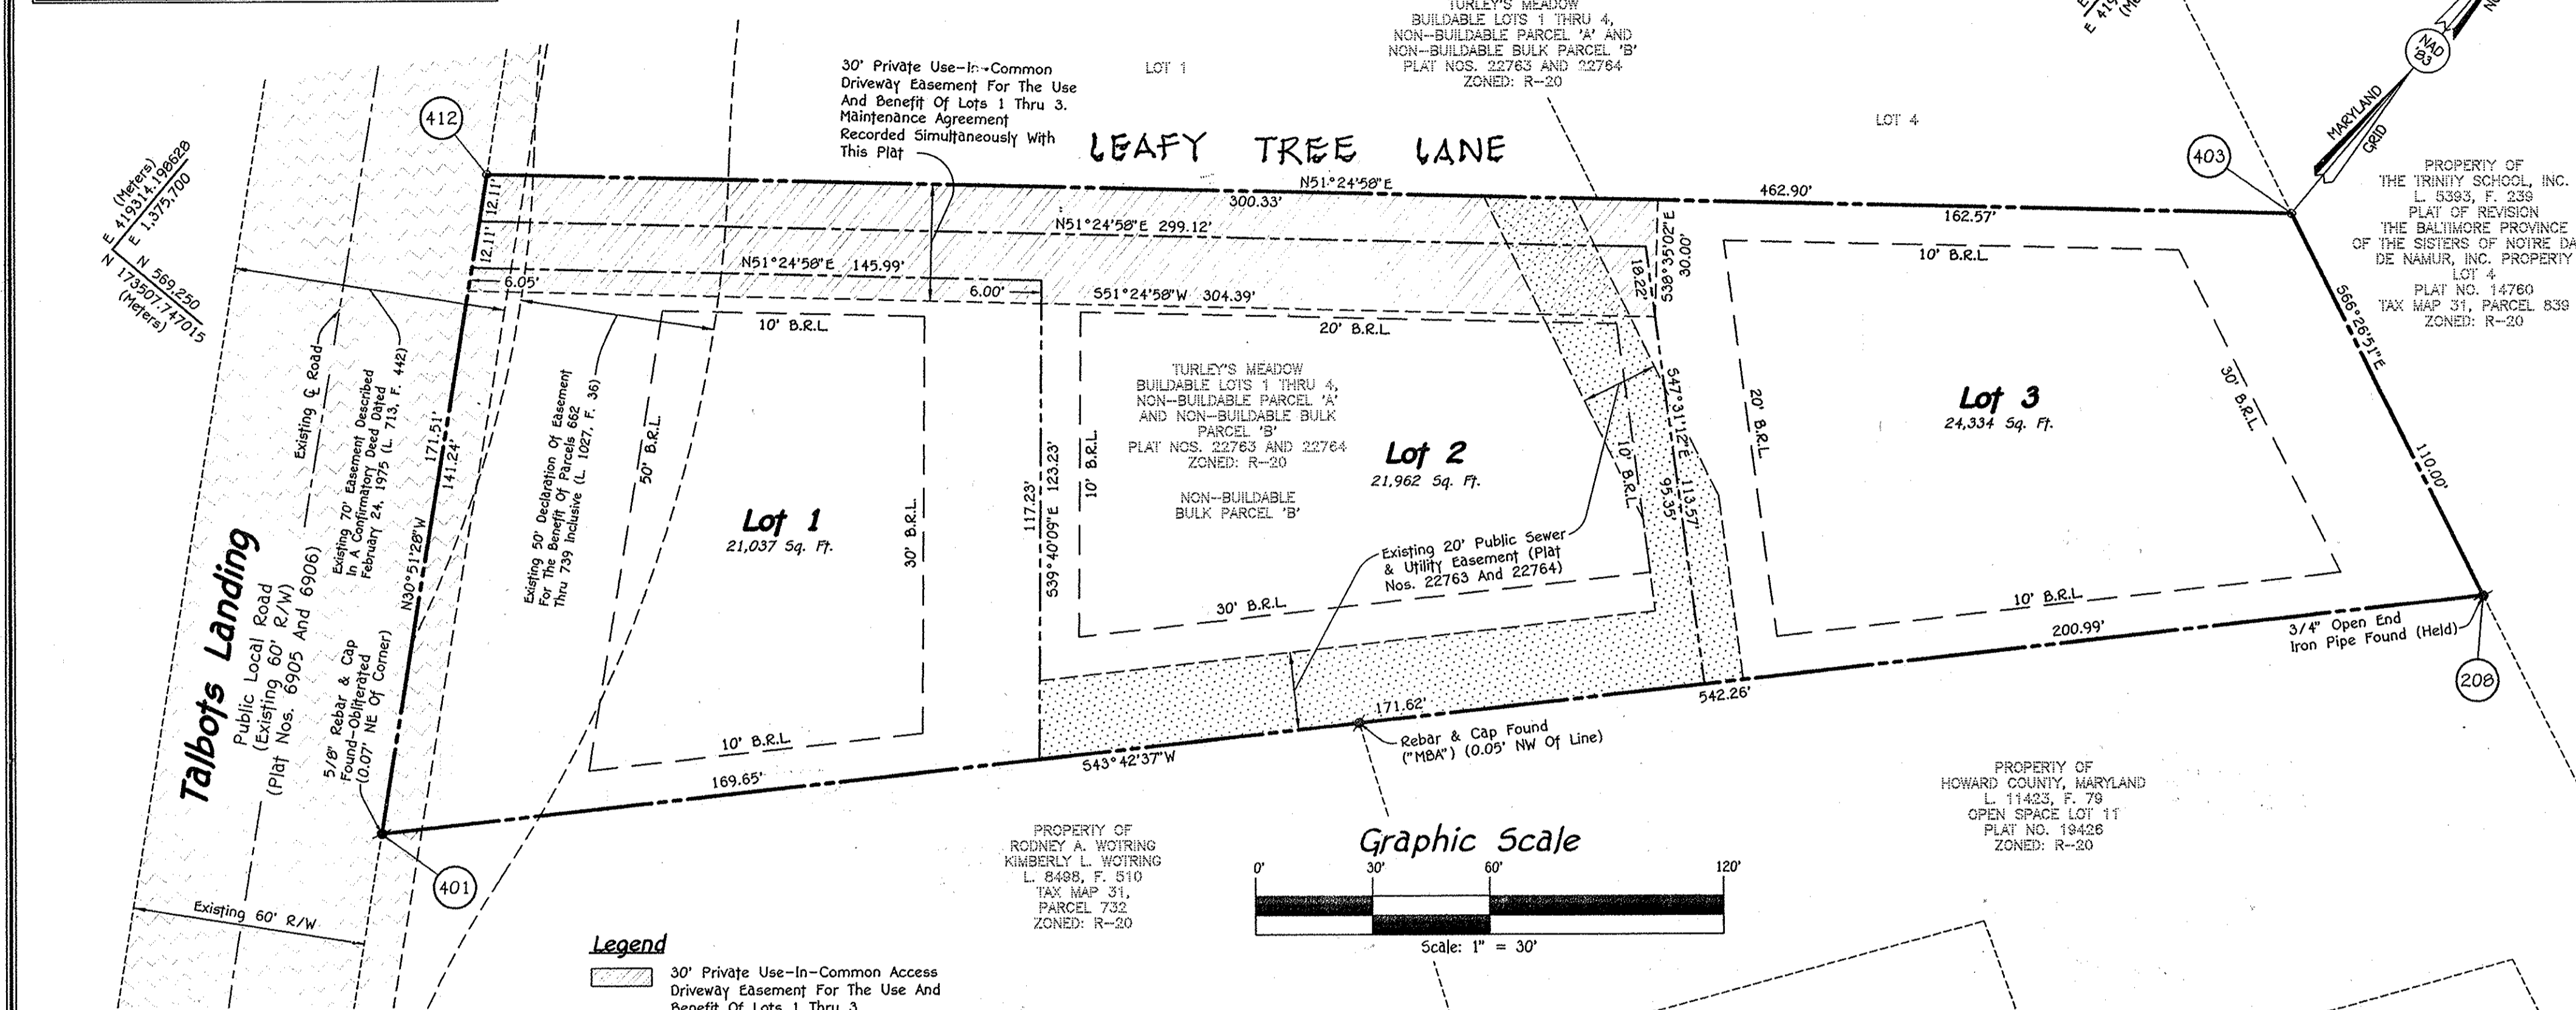 TURLEY'S MEADOW
BUILDABLE LOTS 1 THRU 4,
NON--BUILDABLE PARCEL 'A' AND
NON--BUILDABLE BULK PARCEL 'B'
PLAT NOS. 22763 AND 22764
ZONED: R--20
LOT 1
LOT 4
NAD '83
MARYLAND
GRID
30' Private Use-In-Common
Driveway Easement For The Use
And Benefit Of Lots 1 Thru 3.
Maintenance Agreement
Recorded Simultaneously With
This Plat
LEAFY TREE LANE
412
403
(Meters)
E 419314.198628
E 1,375,700
N 569,250
N 173507.747015
(Meters)
PROPERTY OF
THE TRINITY SCHOOL, INC.
L. 5393, F. 239
PLAT OF REVISION
THE BALTIMORE PROVINCE
OF THE SISTERS OF NOTRE DA
DE NAMUR, INC. PROPERTY
LOT 4
PLAT NO. 14760
TAX MAP 31, PARCEL 839
ZONED: R--20
N51°24'58"E
462.90'
300.33'
162.57'
12.11'
N51°24'58"E 299.12'
12.11'
N51°24'58"E 145.99'
6.05'
6.00'
S51°24'58"W 304.39'
18.22'
S38°35'02"E
30.00'
10' B.R.L.
20' B.R.L.
10' B.R.L.
S66°26'51"E
110.00'
Existing ℄ Road
Existing 70' Easement Described
In A Confirmatory Deed Dated
February 24, 1975 (L. 713, F. 442)
171.51'
141.24'
N30°51'28"W
Existing 50' Declaration Of Easement
For The Benefit Of Parcels 662
Thru 739 Inclusive (L. 1027, F. 36)
50' B.R.L.
Lot 1
21,037 Sq. Ft.
30' B.R.L.
117.23'
S39°40'09"E 123.23'
10' B.R.L.
TURLEY'S MEADOW
BUILDABLE LOTS 1 THRU 4,
NON--BUILDABLE PARCEL 'A'
AND NON--BUILDABLE BULK
PARCEL 'B'
PLAT NOS. 22763 AND 22764
ZONED: R--20
NON--BUILDABLE
BULK PARCEL 'B'
Lot 2
21,962 Sq. Ft.
10' B.R.L.
S47°31'12"E 113.57'
95.35'
20' B.R.L.
Lot 3
24,334 Sq. Ft.
30' B.R.L.
Existing 20' Public Sewer
& Utility Easement (Plat
Nos. 22763 And 22764)
30' B.R.L.
10' B.R.L.
10' B.R.L.
Talbots Landing
Public Local Road
(Existing 60' R/W)
(Plat Nos. 6905 And 6906)
5/8" Rebar & Cap
Found-Obliterated
(0.07' NE Of Corner)
169.65'
S43°42'37"W
171.62'
542.26'
200.99'
Rebar & Cap Found
("MBA") (0.05' NW Of Line)
3/4" Open End
Iron Pipe Found (Held)
208
401
Existing 60' R/W
PROPERTY OF
RODNEY A. WOTRING
KIMBERLY L. WOTRING
L. 8498, F. 510
TAX MAP 31,
PARCEL 732
ZONED: R--20
PROPERTY OF
HOWARD COUNTY, MARYLAND
L. 11423, F. 79
OPEN SPACE LOT 11
PLAT NO. 19426
ZONED: R--20
Graphic Scale
0' 30' 60' 120'
Scale: 1" = 30'
Legend
30' Private Use-In-Common Access
Driveway Easement For The Use And
Benefit Of Lots 1 Thru 3